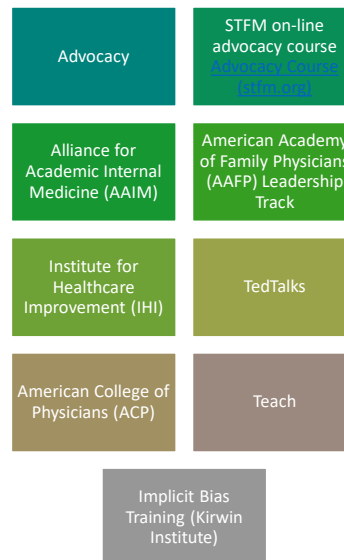 Advocacy
STFM on-line
advocacy course
Advocacy Course
(stfm.org)
Alliance for
Academic Internal
Medicine (AAIM)
American Academy
of Family Physicians
(AAFP) Leadership
Track
Institute for
Healthcare
Improvement (IHI)
TedTalks
American College of
Physicians (ACP)
Teach
Implicit Bias
Training (Kirwin
Institute)